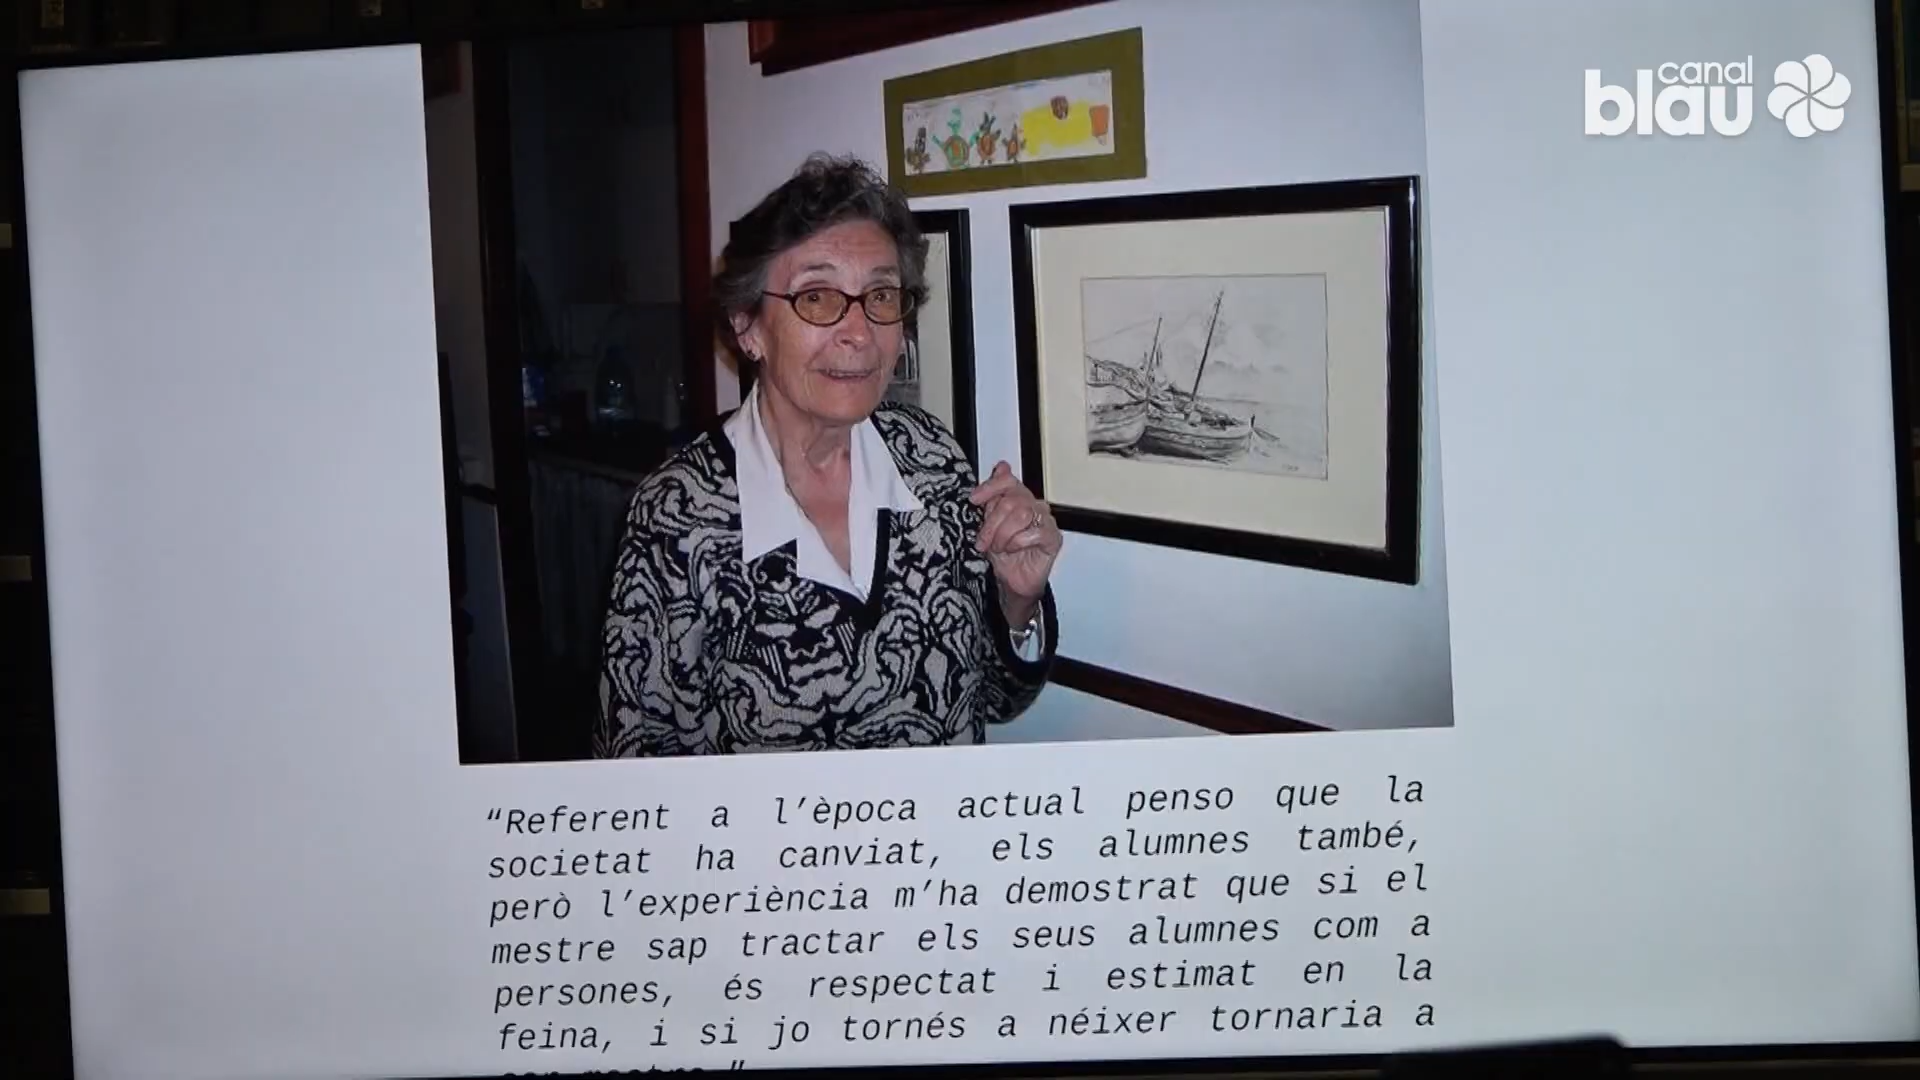 canal
blau
“Referent a l’època actual penso que la
societat ha canviat, els alumnes també,
però l’experiència m’ha demostrat que si el
mestre sap tractar els seus alumnes com a
persones, és respectat i estimat en la
feina, i si jo tornés a néixer tornaria a